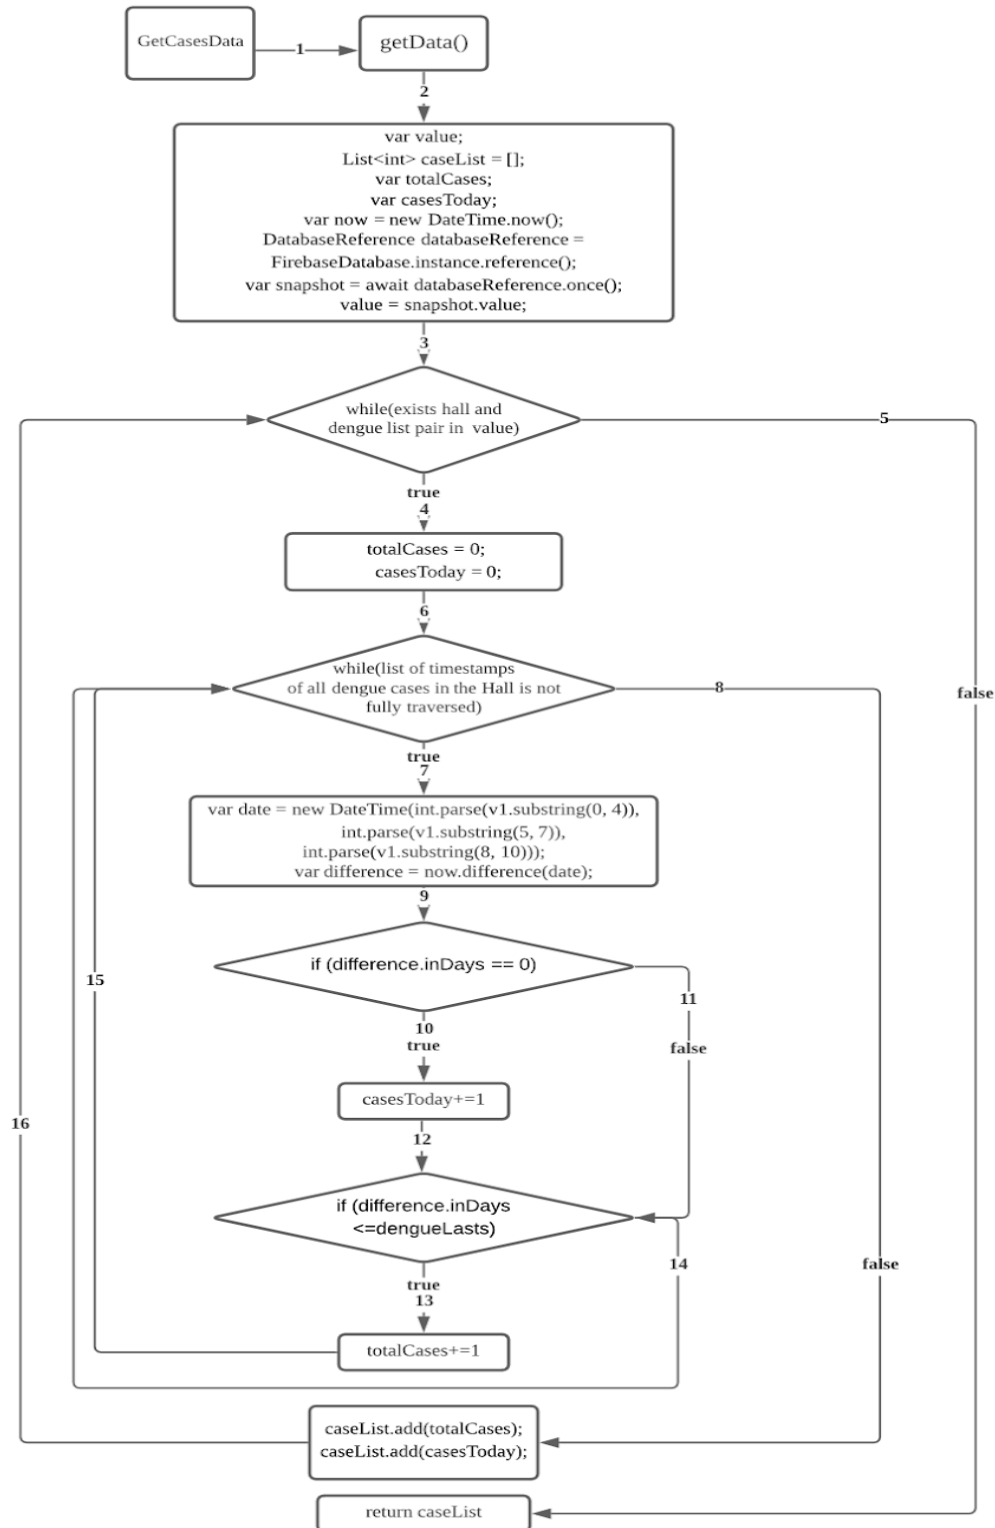 GetCasesData
1
getData()
2
var value;
List<int> caseList = [];
var totalCases;
var casesToday;
var now = new DateTime.now();
DatabaseReference databaseReference =
FirebaseDatabase.instance.reference();
var snapshot = await databaseReference.once();
value = snapshot.value;
3
while(exists hall and
dengue list pair in value)
5
true
4
totalCases = 0;
casesToday = 0;
6
while(list of timestamps
of all dengue cases in the Hall is not
fully traversed)
8
false
true
7
var date = new DateTime(int.parse(v1.substring(0, 4)),
int.parse(v1.substring(5, 7)),
int.parse(v1.substring(8, 10)));
var difference = now.difference(date);
9
if (difference.inDays == 0)
15
11
10
true
false
casesToday+=1
16
12
if (difference.inDays
<=dengueLasts)
14
false
true
13
totalCases+=1
caseList.add(totalCases);
caseList.add(casesToday);
return caseList